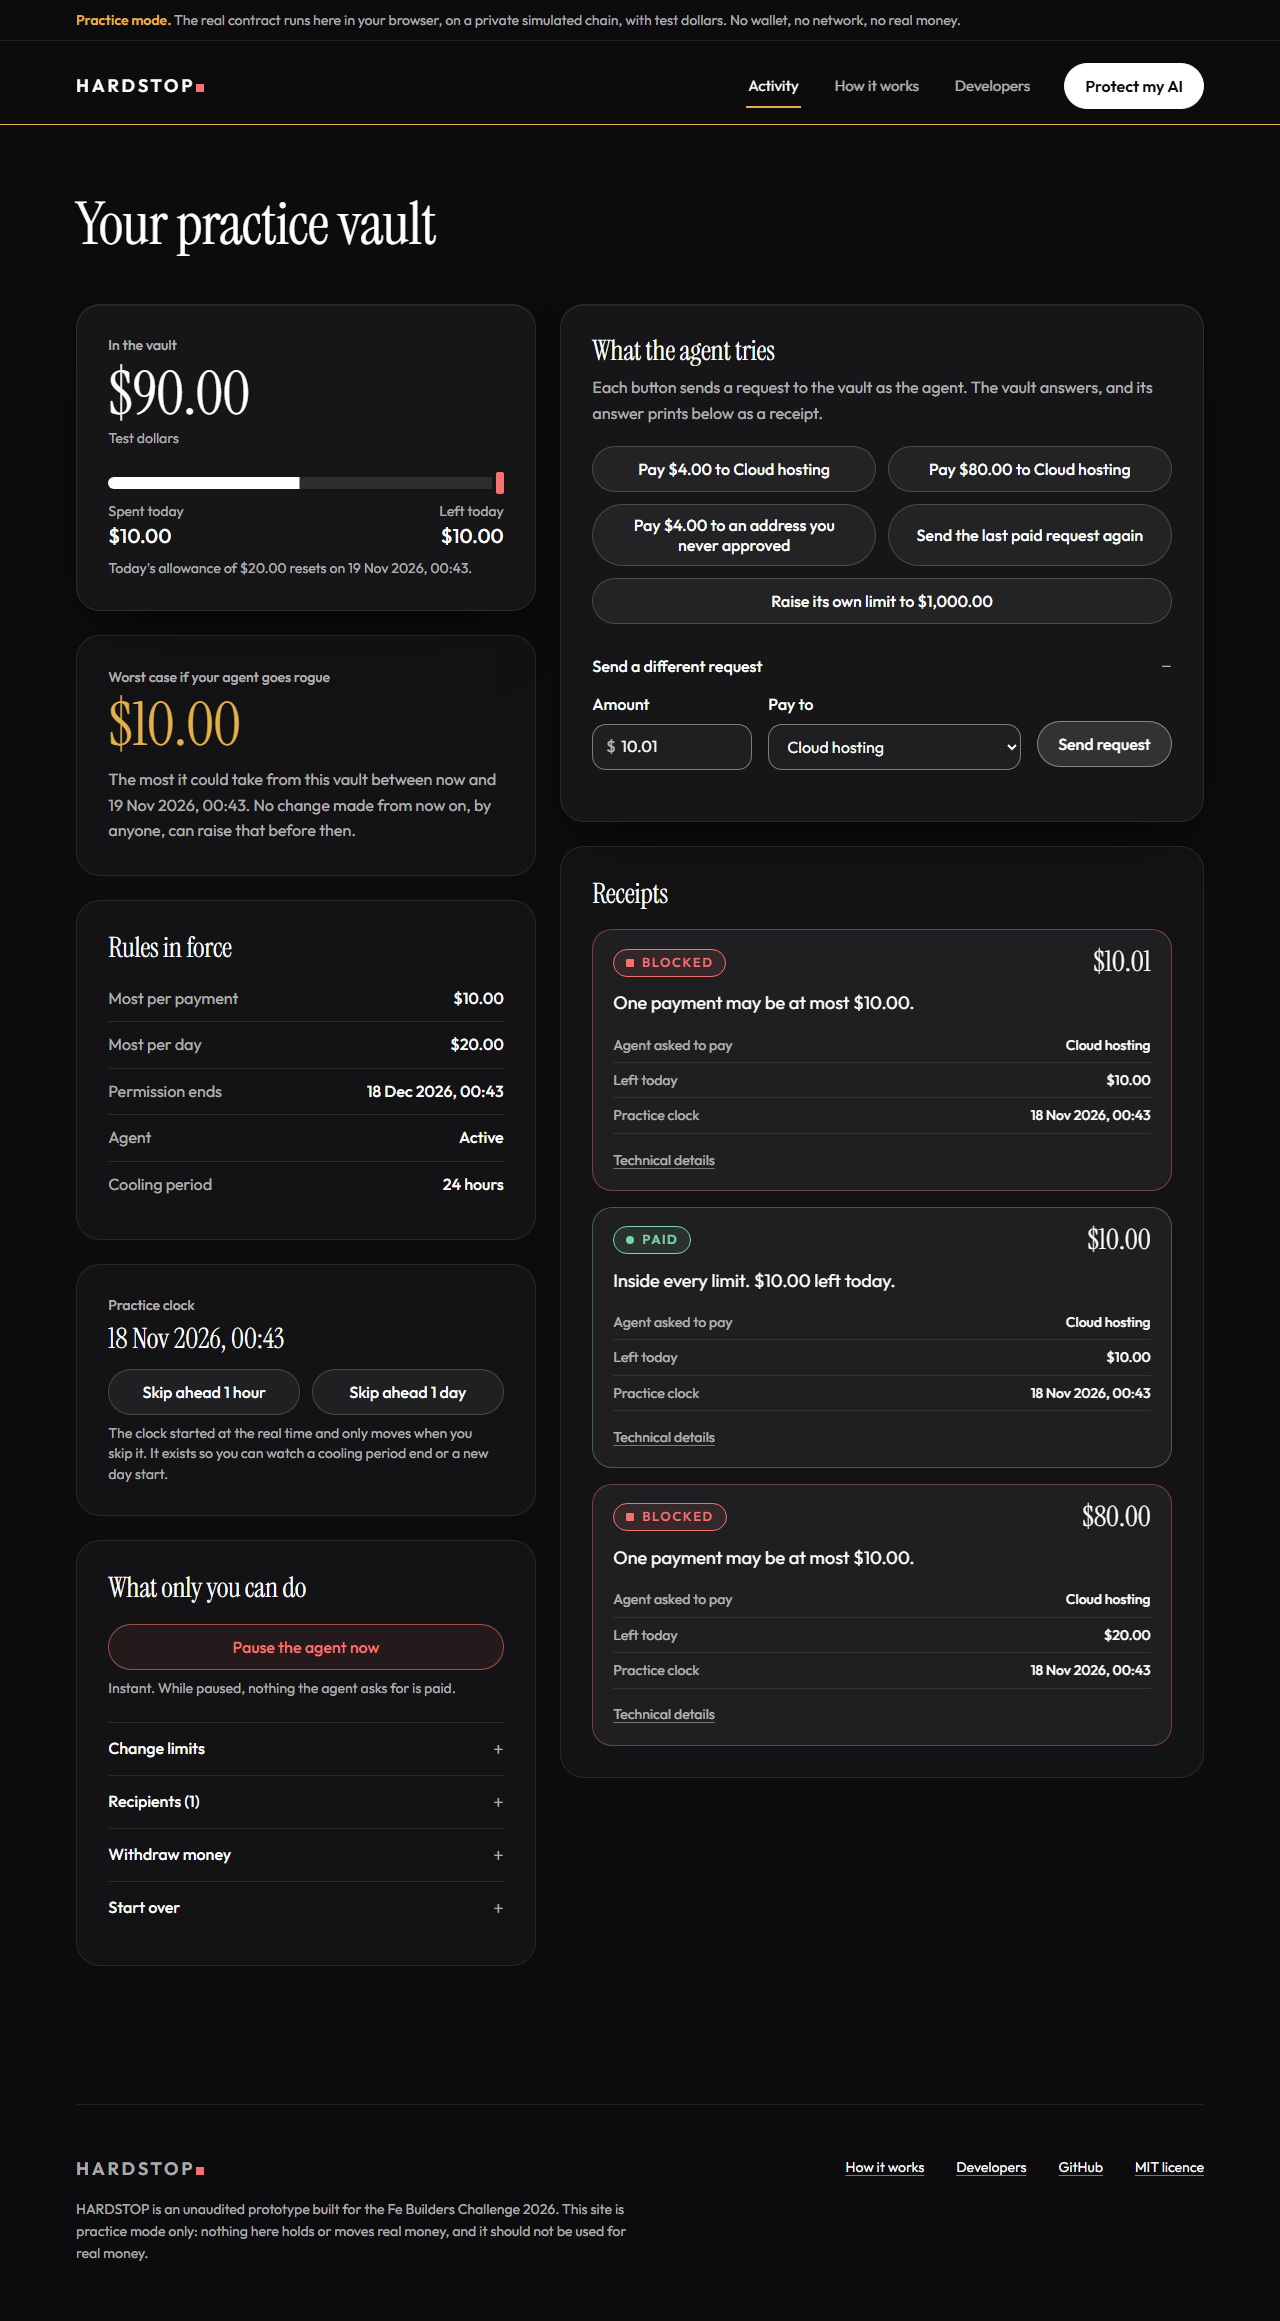 Practice mode. The real contract runs here in your browser, on a private simulated chain, with test dollars. No wallet, no network, no real money.
HARDSTOP
Activity
How it works
Developers
Protect my AI
Your practice vault
In the vault
$90.00
Test dollars
Spent today
Left today
$10.00
$10.00
Today's allowance of $20.00 resets on 19 Nov 2026, 00:43.
Worst case if your agent goes rogue
$10.00
The most it could take from this vault between now and
19 Nov 2026, 00:43. No change made from now on, by
anyone, can raise that before then.
Rules in force
Most per payment $10.00
Most per day $20.00
Permission ends 18 Dec 2026, 00:43
Agent Active
Cooling period 24 hours
Practice clock
18 Nov 2026, 00:43
Skip ahead 1 hour
Skip ahead 1 day
The clock started at the real time and only moves when you
skip it. It exists so you can watch a cooling period end or a new
day start.
What only you can do
Pause the agent now
Instant. While paused, nothing the agent asks for is paid.
Change limits +
Recipients (1) +
Withdraw money +
Start over +
What the agent tries
Each button sends a request to the vault as the agent. The vault answers, and its
answer prints below as a receipt.
Pay $4.00 to Cloud hosting
Pay $80.00 to Cloud hosting
Pay $4.00 to an address you
never approved
Send the last paid request again
Raise its own limit to $1,000.00
Send a different request –
Amount
Pay to
$ 10.01
Cloud hosting
Send request
Receipts
BLOCKED $10.01
One payment may be at most $10.00.
Agent asked to pay Cloud hosting
Left today $10.00
Practice clock 18 Nov 2026, 00:43
Technical details
PAID $10.00
Inside every limit. $10.00 left today.
Agent asked to pay Cloud hosting
Left today $10.00
Practice clock 18 Nov 2026, 00:43
Technical details
BLOCKED $80.00
One payment may be at most $10.00.
Agent asked to pay Cloud hosting
Left today $20.00
Practice clock 18 Nov 2026, 00:43
Technical details
HARDSTOP
How it works
Developers
GitHub
MIT licence
HARDSTOP is an unaudited prototype built for the Fe Builders Challenge 2026. This site is
practice mode only: nothing here holds or moves real money, and it should not be used for
real money.